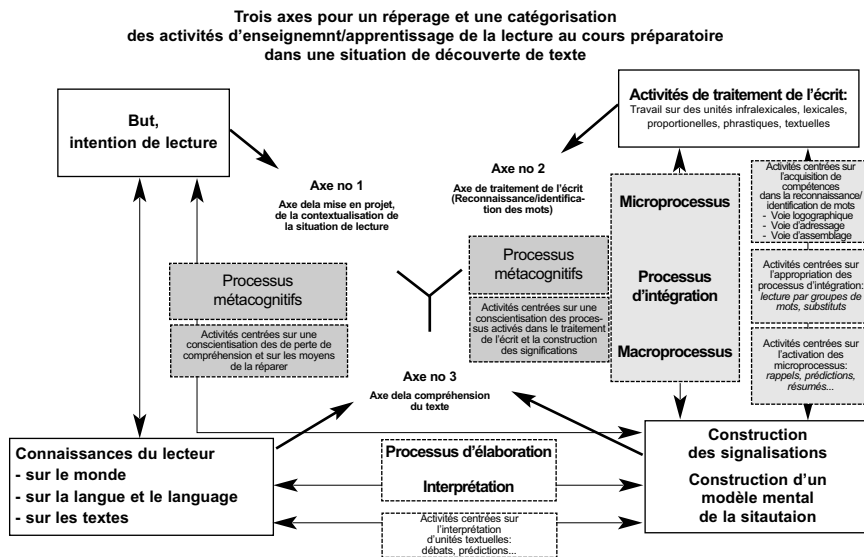 Trois axes pour un réperage et une catégorisation
des activités d'enseignemnt/apprentissage de la lecture au cours préparatoire
dans une situation de découverte de texte
But,
intention de lecture
Activités de traitement de l'écrit:
Travail sur des unités infralexicales, lexicales,
proportionelles, phrastiques, textuelles
Axe no 1
Axe dela mise en projet,
de la contextualisation de
la situation de lecture
Axe no 2
Axe de traitement de l'écrit
(Reconnaissance/identifica-
tion des mots)
Microprocessus
Processus
d'intégration
Macroprocessus
Activités centrées sur
l'acquisition de
compétences
dans la reconnaissance/
identification de mots
- Voie logographique
- Voie d'adressage
- Voie d'assemblage
Activités centrées sur
l'appropriation des
processus d'intégration:
lecture par groupes de
mots, substituts
Activités centrées sur
l'activation des
microprocessus:
rappels, prédictions,
résumés...
Processus
métacognitifs
Activités centrées sur une
conscientisation des de perte de
compréhension et sur les moyens
de la réparer
Processus
métacognitifs
Activités centrées sur une
conscientisation des proces-
sus activés dans le traitement
de l'écrit et la construction
des significations
Axe no 3
Axe dela compréhension
du texte
Connaissances du lecteur
- sur le monde
- sur la langue et le language
- sur les textes
Processus d'élaboration
Interprétation
Activités centrées sur
l'interprétation
d'unités textuelles:
débats, prédictions...
Construction
des signalisations
Construction d'un
modèle mental
de la sitautaion